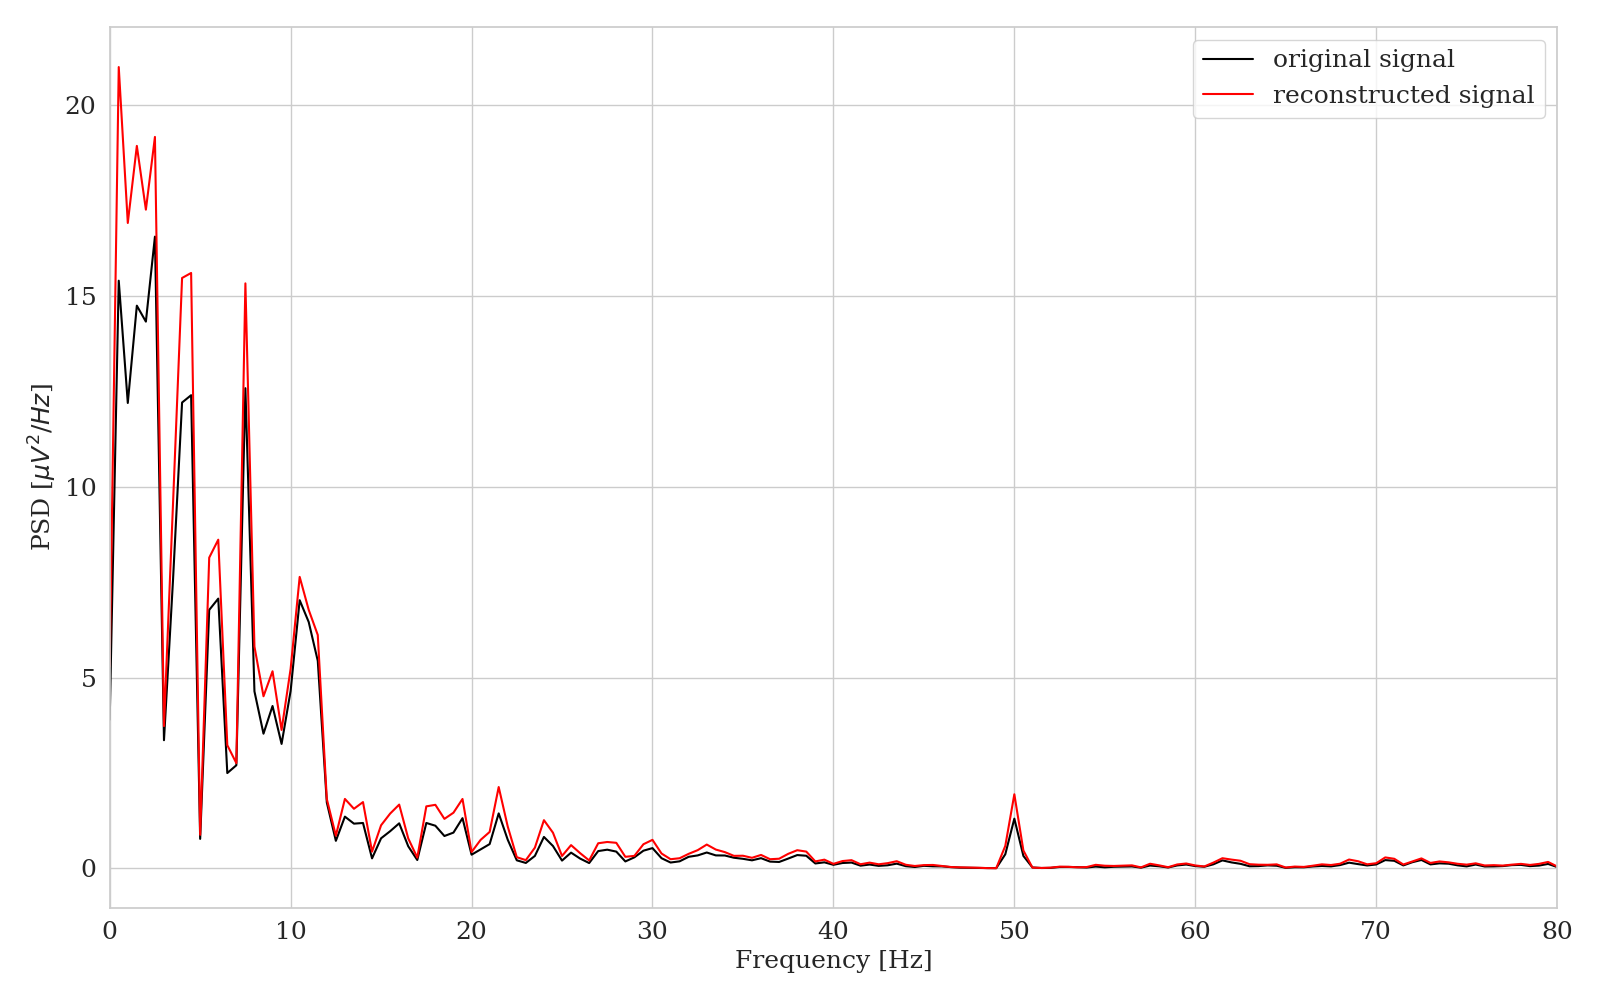 original signal
reconstructed signal
20
15
10
5
0
PSD [μV²/Hz]
0 10 20 30 40 50 60 70 80
Frequency [Hz]